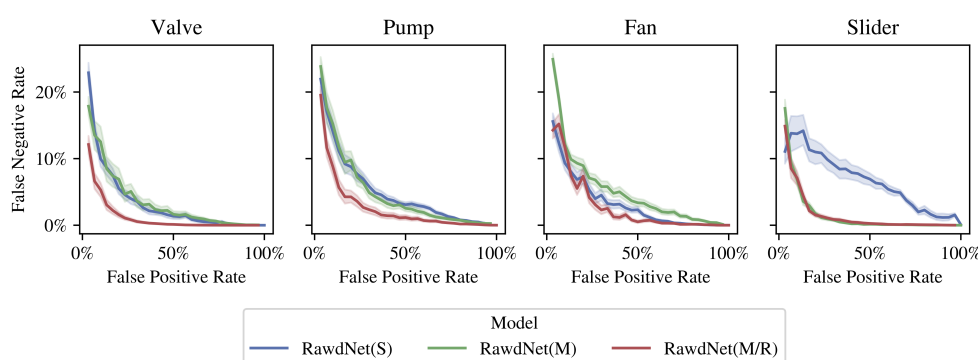 Valve Pump Fan Slider
False Negative Rate
20%
10%
0%
0% 50% 100% 0% 50% 100% 0% 50% 100% 0% 50% 100%
False Positive Rate False Positive Rate False Positive Rate False Positive Rate
Model
RawdNet(S) RawdNet(M) RawdNet(M/R)